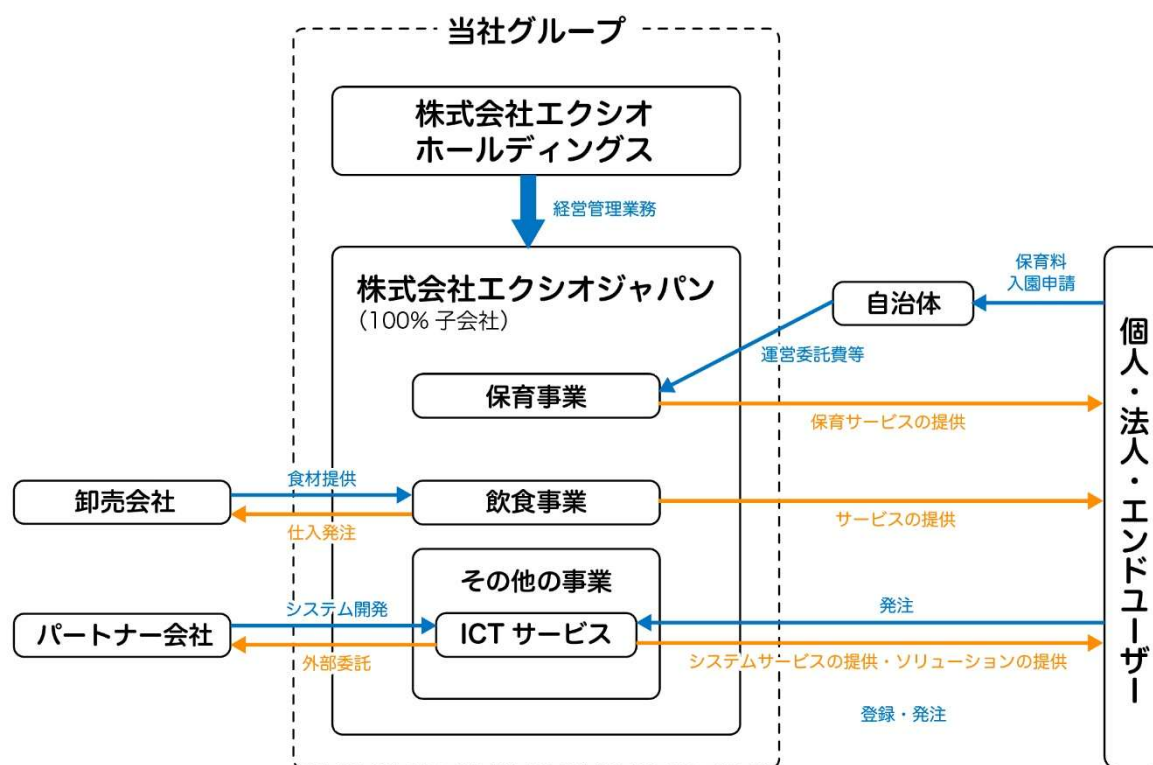 当社グループ
株式会社エクシオ
ホールディングス
経営管理業務
株式会社エクシオジャパン
（100% 子会社）
保育料
入園申請
自治体
運営委託費等
保育事業
保育サービスの提供
個人・法人・エンドユーザー
卸売会社
食材提供
仕入発注
飲食事業
サービスの提供
その他の事業
パートナー会社
システム開発
外部委託
ICT サービス
発注
システムサービスの提供・ソリューションの提供
登録・発注